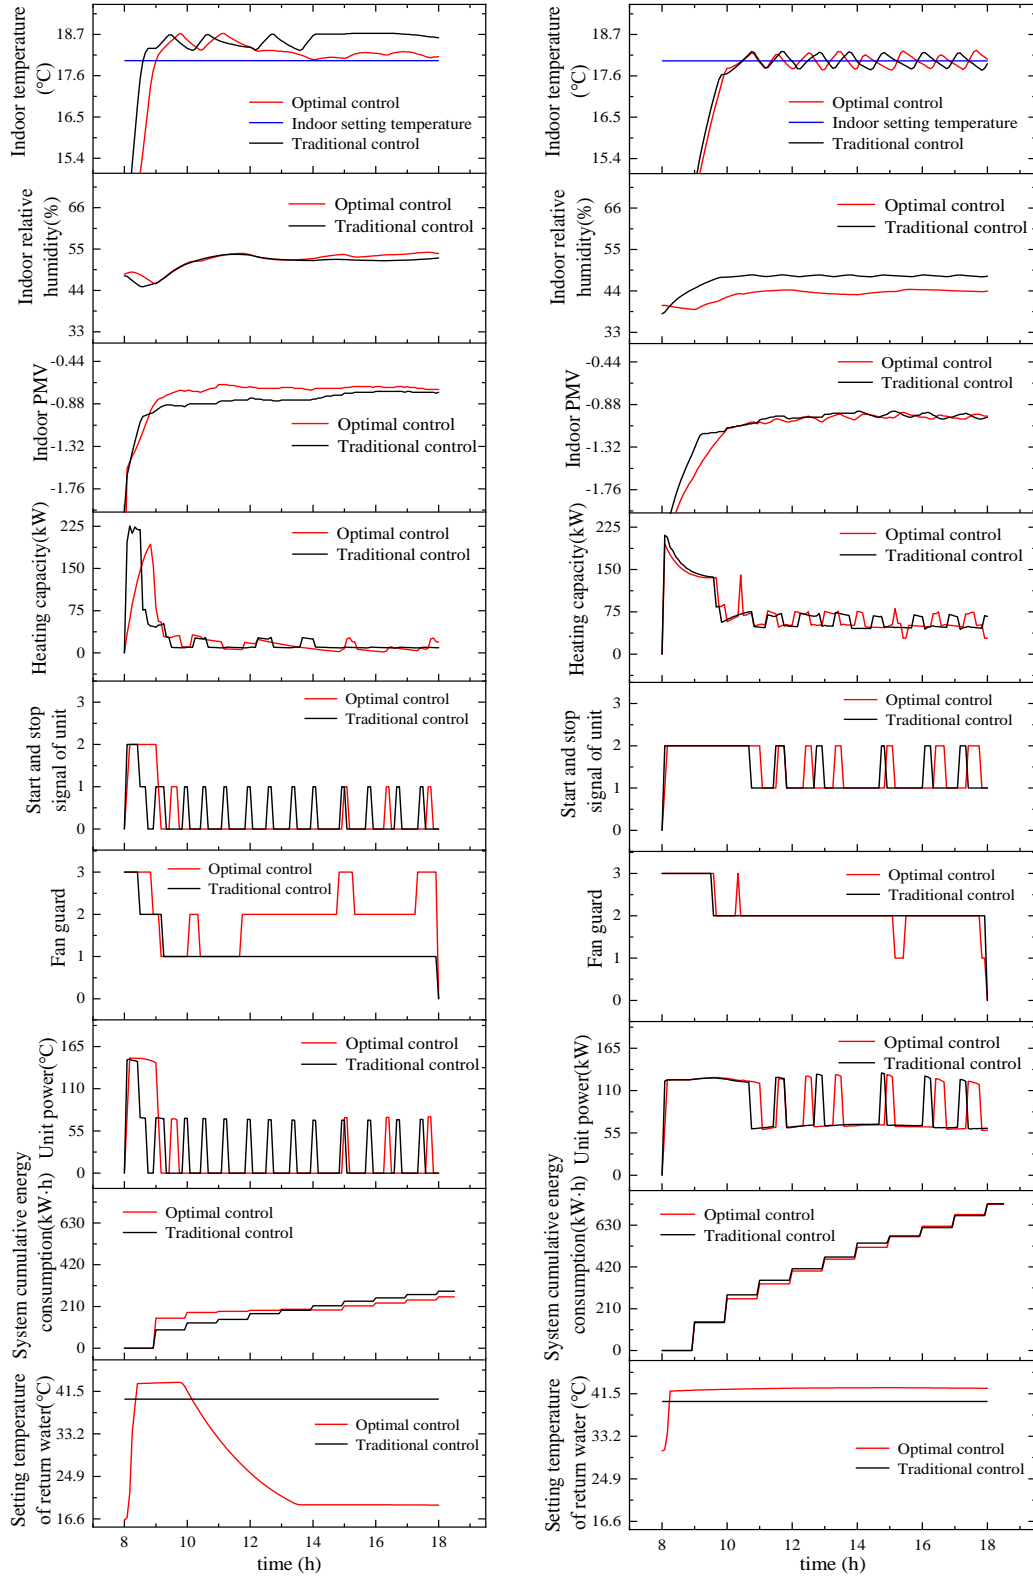 Indoor temperature
(℃)
18.7
17.6
16.5
15.4
Optimal control
Indoor setting temperature
Traditional control
Indoor relative
humidity(%)
66
55
44
33
Optimal control
Traditional control
Indoor PMV
-0.44
-0.88
-1.32
-1.76
Optimal control
Traditional control
Heating capacity(kW)
225
150
75
0
Optimal control
Traditional control
Start and stop
signal of unit
3
2
1
0
Optimal control
Traditional control
Fan guard
3
2
1
0
Optimal control
Traditional control
Unit power(℃)
165
110
55
0
Optimal control
Traditional control
System cumulative energy
consumption(kW·h)
630
420
210
0
Optimal control
Traditional control
Setting temperature
of return water(℃)
41.5
33.2
24.9
16.6
Optimal control
Traditional control
8 10 12 14 16 18
time (h)
Indoor temperature
(℃)
18.7
17.6
16.5
15.4
Optimal control
Indoor setting temperature
Traditional control
Indoor relative
humidity(%)
66
55
44
33
Optimal control
Traditional control
Indoor PMV
-0.44
-0.88
-1.32
-1.76
Optimal control
Traditional control
Heating capacity(kW)
225
150
75
0
Optimal control
Traditional control
Start and stop
signal of unit
3
2
1
0
Optimal control
Traditional control
Fan guard
3
2
1
0
Optimal control
Traditional control
Unit power(kW)
165
110
55
0
Optimal control
Traditional control
System cumulative energy
consumption(kW·h)
630
420
210
0
Optimal control
Traditional control
Setting temperature
of return water (℃)
41.5
33.2
24.9
16.6
Optimal control
Traditional control
8 10 12 14 16 18
time (h)